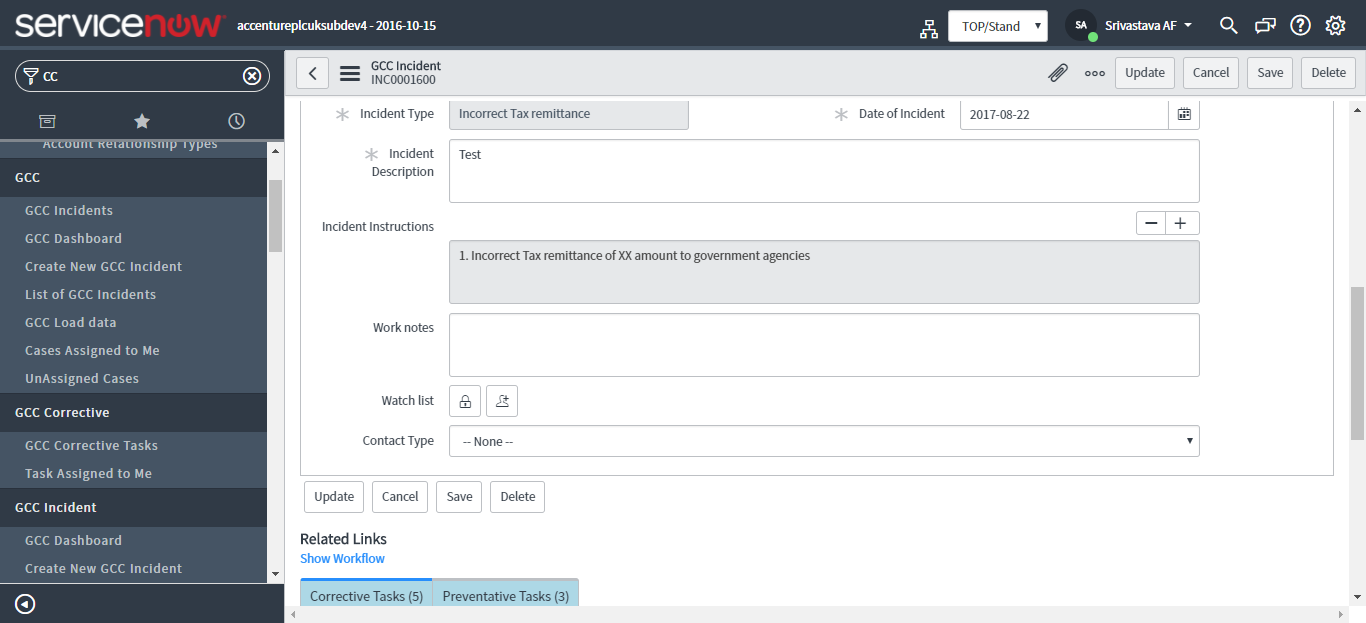 servicenow accentureplcuksubdev4 - 2016-10-15 TOP/Stand SA Srivastava AF
CC
Account Relationship Types
GCC
GCC Incidents
GCC Dashboard
Create New GCC Incident
List of GCC Incidents
GCC Load data
Cases Assigned to Me
UnAssigned Cases
GCC Corrective
GCC Corrective Tasks
Task Assigned to Me
GCC Incident
GCC Dashboard
Create New GCC Incident
GCC Incident
INC0001600
Update Cancel Save Delete
Incident Type Incorrect Tax remittance Date of Incident 2017-08-22
Incident Test
Description
Incident Instructions
1. Incorrect Tax remittance of XX amount to government agencies
Work notes
Watch list
Contact Type -- None --
Update Cancel Save Delete
Related Links
Show Workflow
Corrective Tasks (5) Preventative Tasks (3)